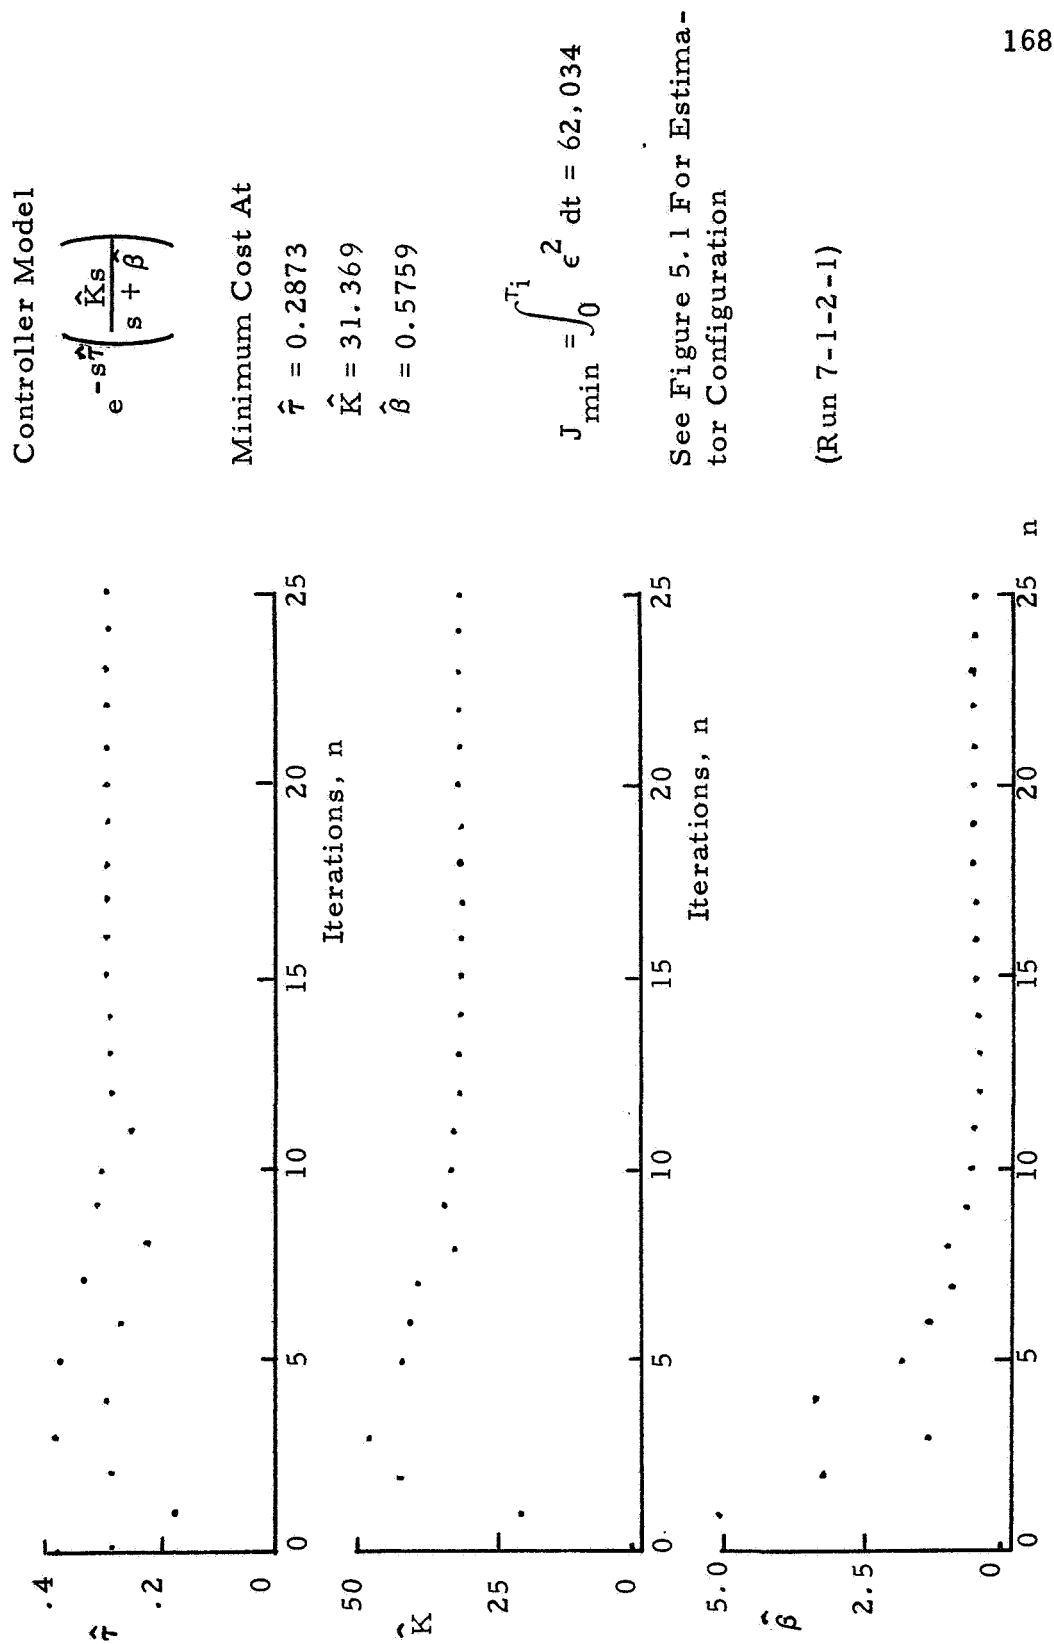 168
Controller Model
e^{-sτ̂} (K̂s / (s + β̂))
Minimum Cost At
τ̂ = 0.2873
K̂ = 31.369
β̂ = 0.5759
J_min = ∫_0^{T_i} ϵ^2 dt = 62,034
See Figure 5.1 For Estima-
tor Configuration
(Run 7-1-2-1)
τ̂
.4
.2
0
0 5 10 15 20 25
Iterations, n
K̂
50
25
0
0 5 10 15 20 25
Iterations, n
β̂
5.0
2.5
0
0 5 10 15 20 25
n